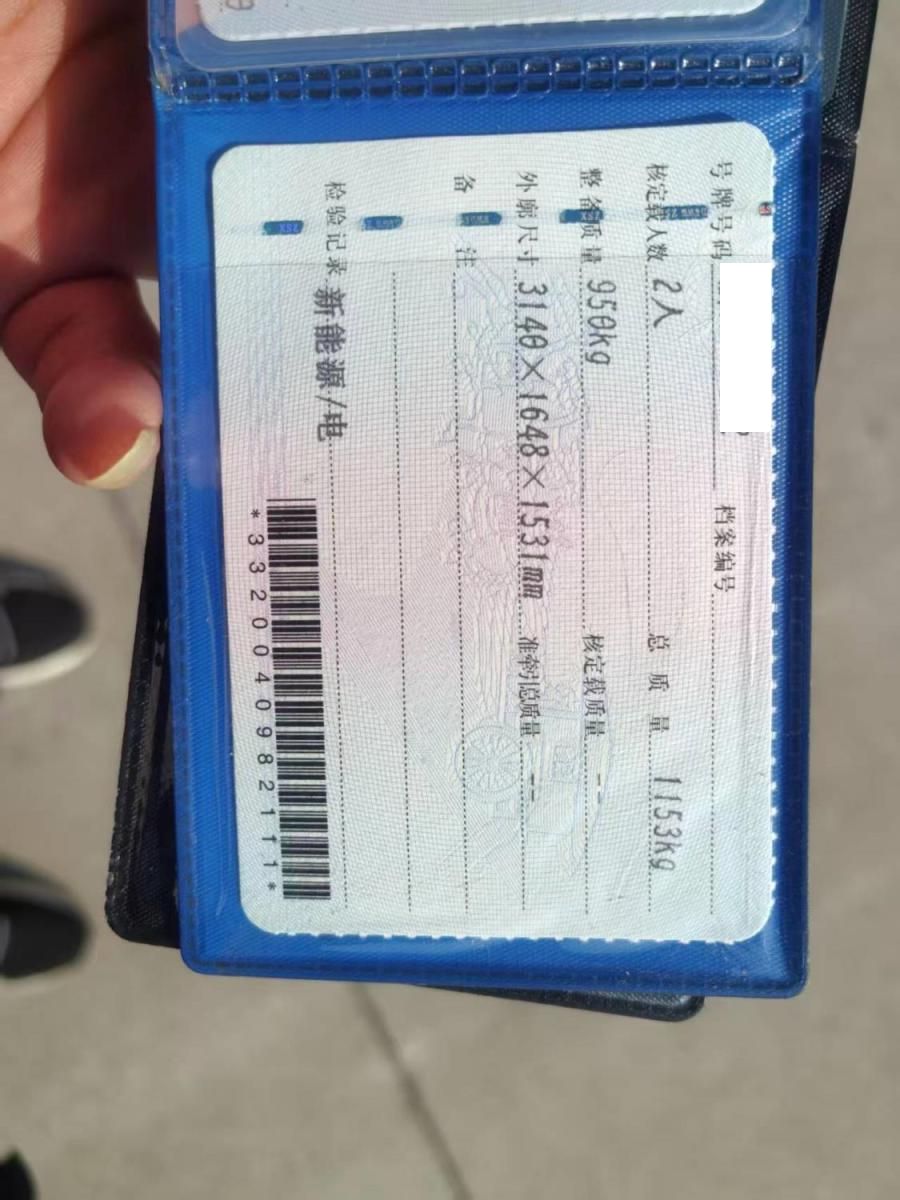 号牌号码 档案编号
核定载人数 2人 总质量 1153kg
整备质量 950kg 核定载质量 --
外廓尺寸 3140×1648×1531mm 准牵引总质量 --
备注
检验记录 新能源/电
*3320040982111*